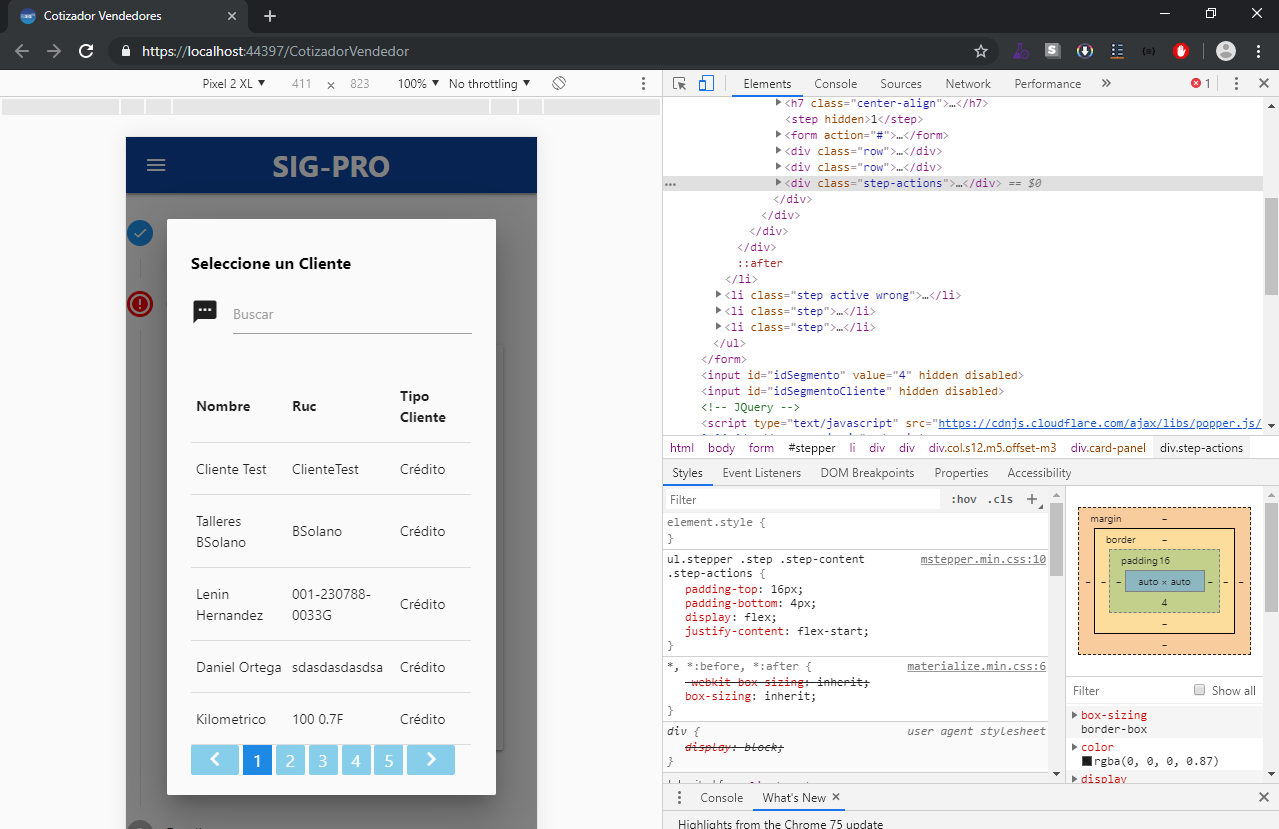 Cotizador Vendedores
https://localhost:44397/CotizadorVendedor
Pixel 2 XL ▼ 411 x 823 100% ▼ No throttling ▼
SIG-PRO
Seleccione un Cliente
Buscar
Nombre Ruc Tipo Cliente
Cliente Test ClienteTest Crédito
Talleres BSolano BSolano Crédito
Lenin Hernandez 001-230788-0033G Crédito
Daniel Ortega sdasdasdasdsa Crédito
Kilometrico 100 0.7F Crédito
1 2 3 4 5
Elements Console Sources Network Performance » 1
<h7 class="center-align">…</h7>
<step hidden>1</step>
<form action="#">…</form>
<div class="row">…</div>
<div class="row">…</div>
<div class="step-actions">…</div> == $0
</div>
</div>
</div>
</div>
::after
</li>
<li class="step active wrong">…</li>
<li class="step">…</li>
<li class="step">…</li>
</ul>
</form>
<input id="idSegmento" value="4" hidden disabled>
<input id="idSegmentoCliente" hidden disabled>
<!-- JQuery -->
<script type="text/javascript" src="https://cdnjs.cloudflare.com/ajax/libs/popper.js/
html body form #stepper li div div div.col.s12.m5.offset-m3 div.card-panel div.step-actions
Styles Event Listeners DOM Breakpoints Properties Accessibility
Filter :hov .cls +
element.style {
}
ul.stepper .step .step-content mstepper.min.css:10
.step-actions {
padding-top: 16px;
padding-bottom: 4px;
display: flex;
justify-content: flex-start;
}
*, *:before, *:after { materialize.min.css:6
-webkit-box-sizing: inherit;
box-sizing: inherit;
}
div { user agent stylesheet
display: block;
}
margin –
border –
padding 16
– – – auto × auto – – –
4
–
–
Filter Show all
box-sizing
border-box
color
rgba(0, 0, 0, 0.87)
display
Console What's New ×
Highlights from the Chrome 75 update